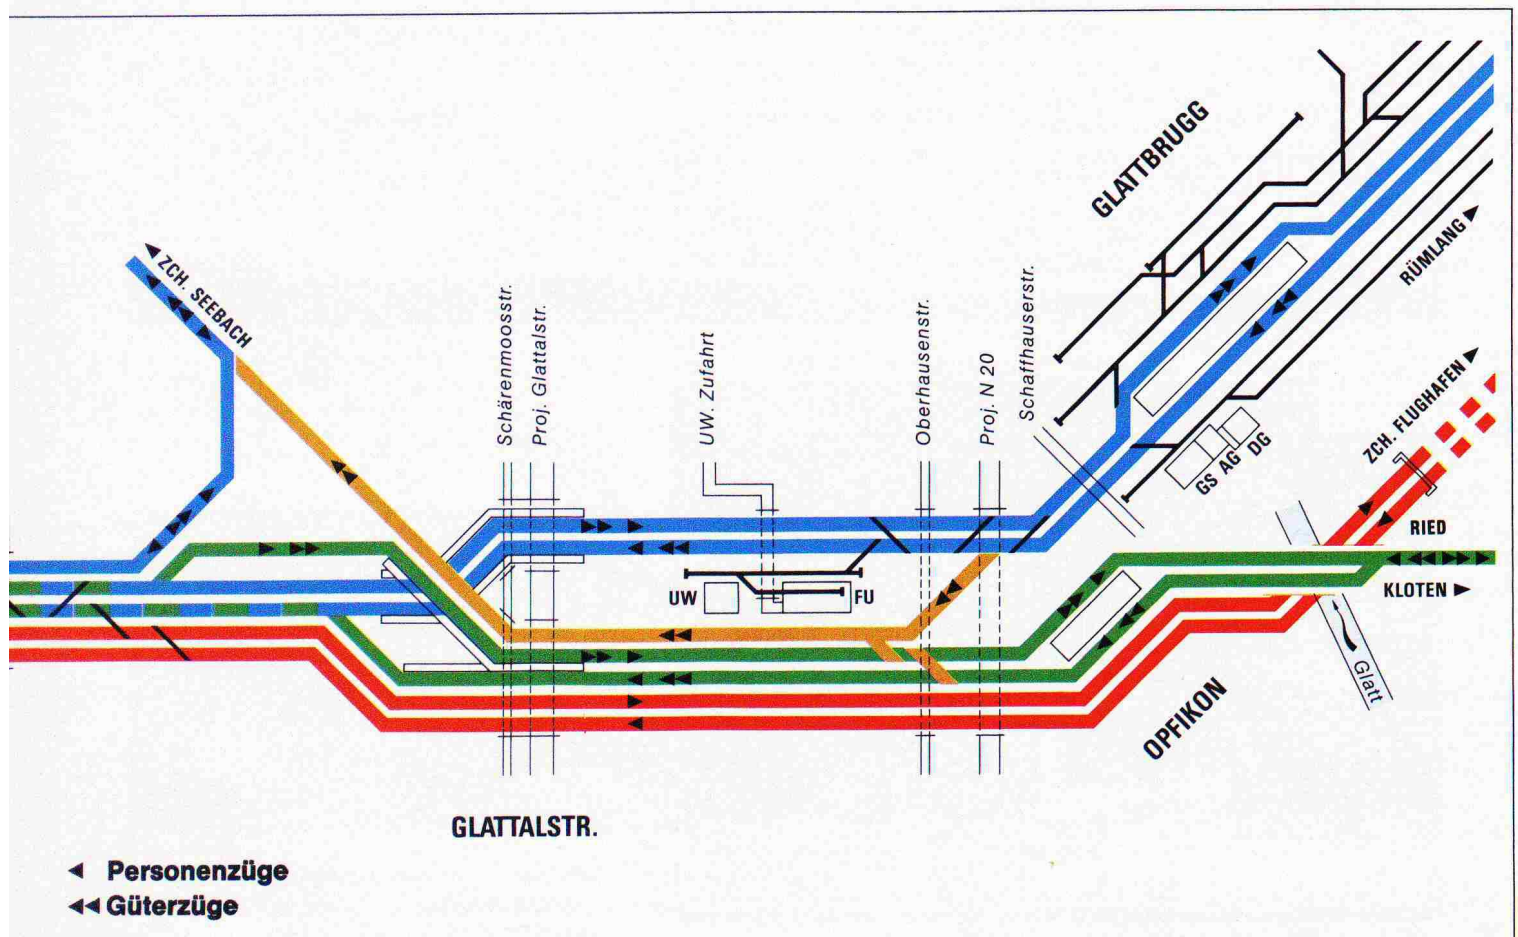 GLATTBRUGG
ZCH. SEEBACH
RÜMLANG
Schärenmoosstr.
Proj. Glattalstr.
UW. Zufahrt
Oberhausenstr.
Proj. N 20
Schaffhauserstr.
ZCH. FLUGHAFEN
GS AG DG
RIED
KLOTEN
UW
FU
Glatt
OPFIKON
GLATTALSTR.
Personenzüge
Güterzüge